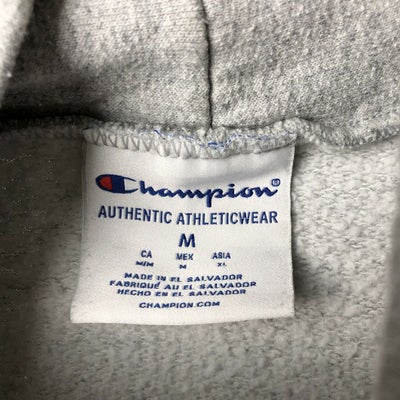 Champion®
AUTHENTIC ATHLETICWEAR
M
CA MEX ASIA
M/M M XL
MADE IN EL SALVADOR
FABRIQUÉ AU EL SALVADOR
HECHO EN EL SALVADOR
CHAMPION.COM